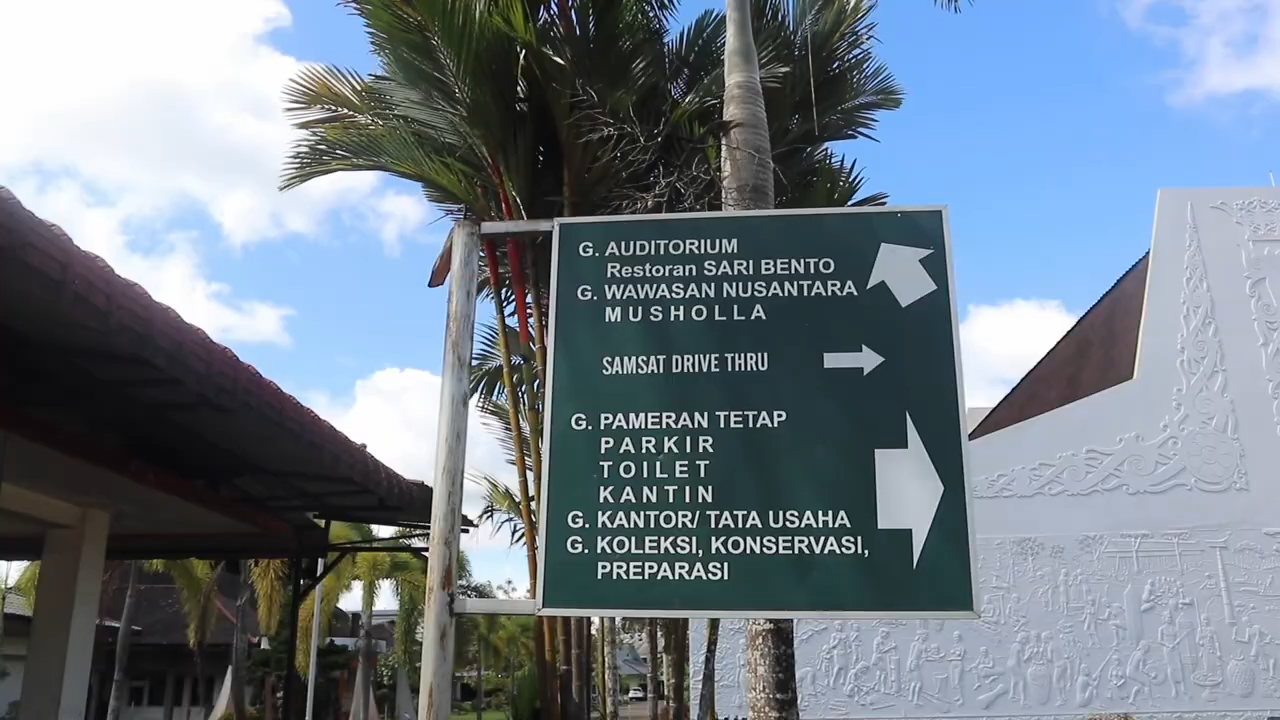 G. AUDITORIUM
Restoran SARI BENTO
G. WAWASAN NUSANTARA
MUSHOLLA
SAMSAT DRIVE THRU
G. PAMERAN TETAP
PARKIR
TOILET
KANTIN
G. KANTOR/ TATA USAHA
G. KOLEKSI, KONSERVASI,
PREPARASI